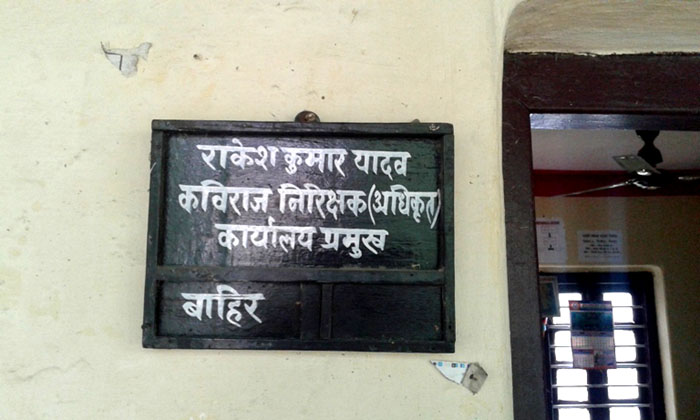 राकेश कुमार यादव
कविराज निरिक्षक (अधिकृत)
कार्यालय प्रमुख
बाहिर